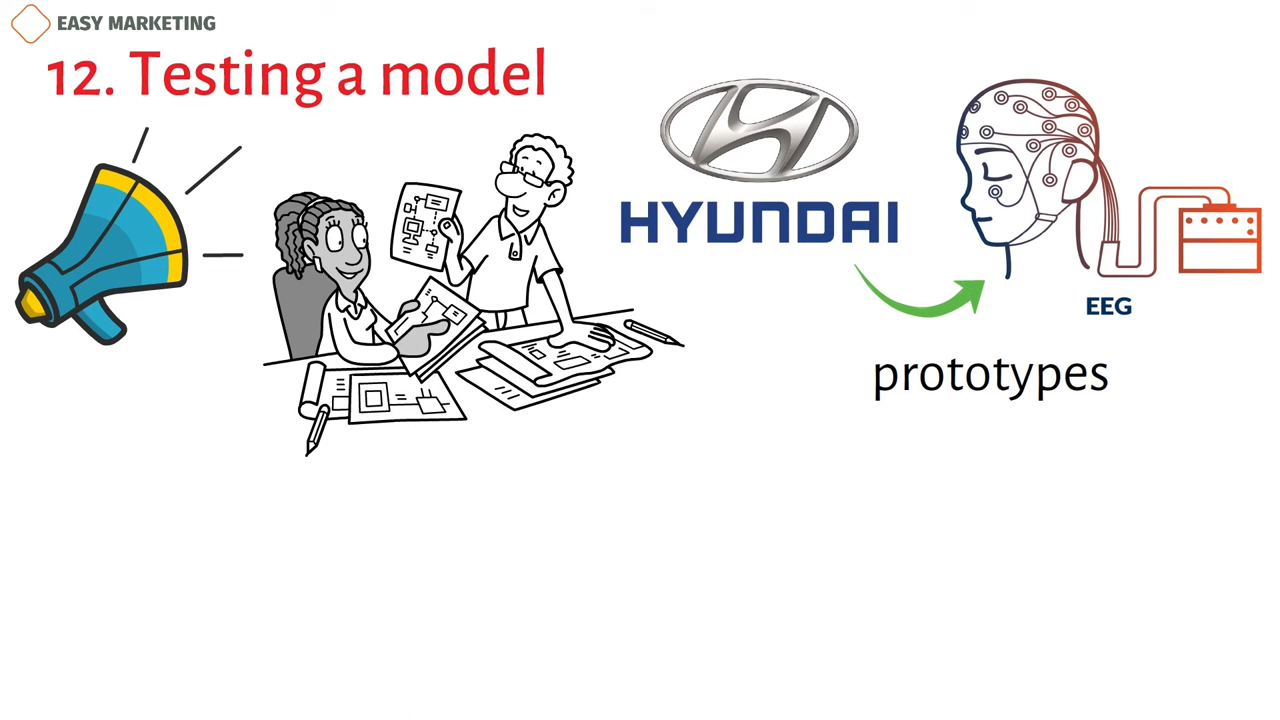 EASY MARKETING
12. Testing a model
HYUNDAI
EEG
prototypes